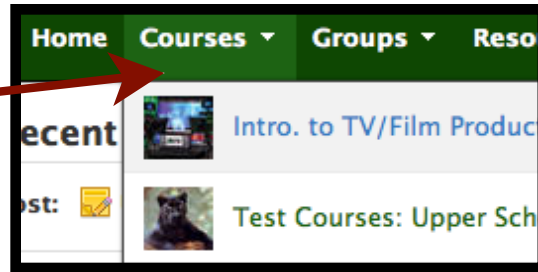 Home Courses Groups Reso
ecent
Intro. to TV/Film Produc
ost:
Test Courses: Upper Sch